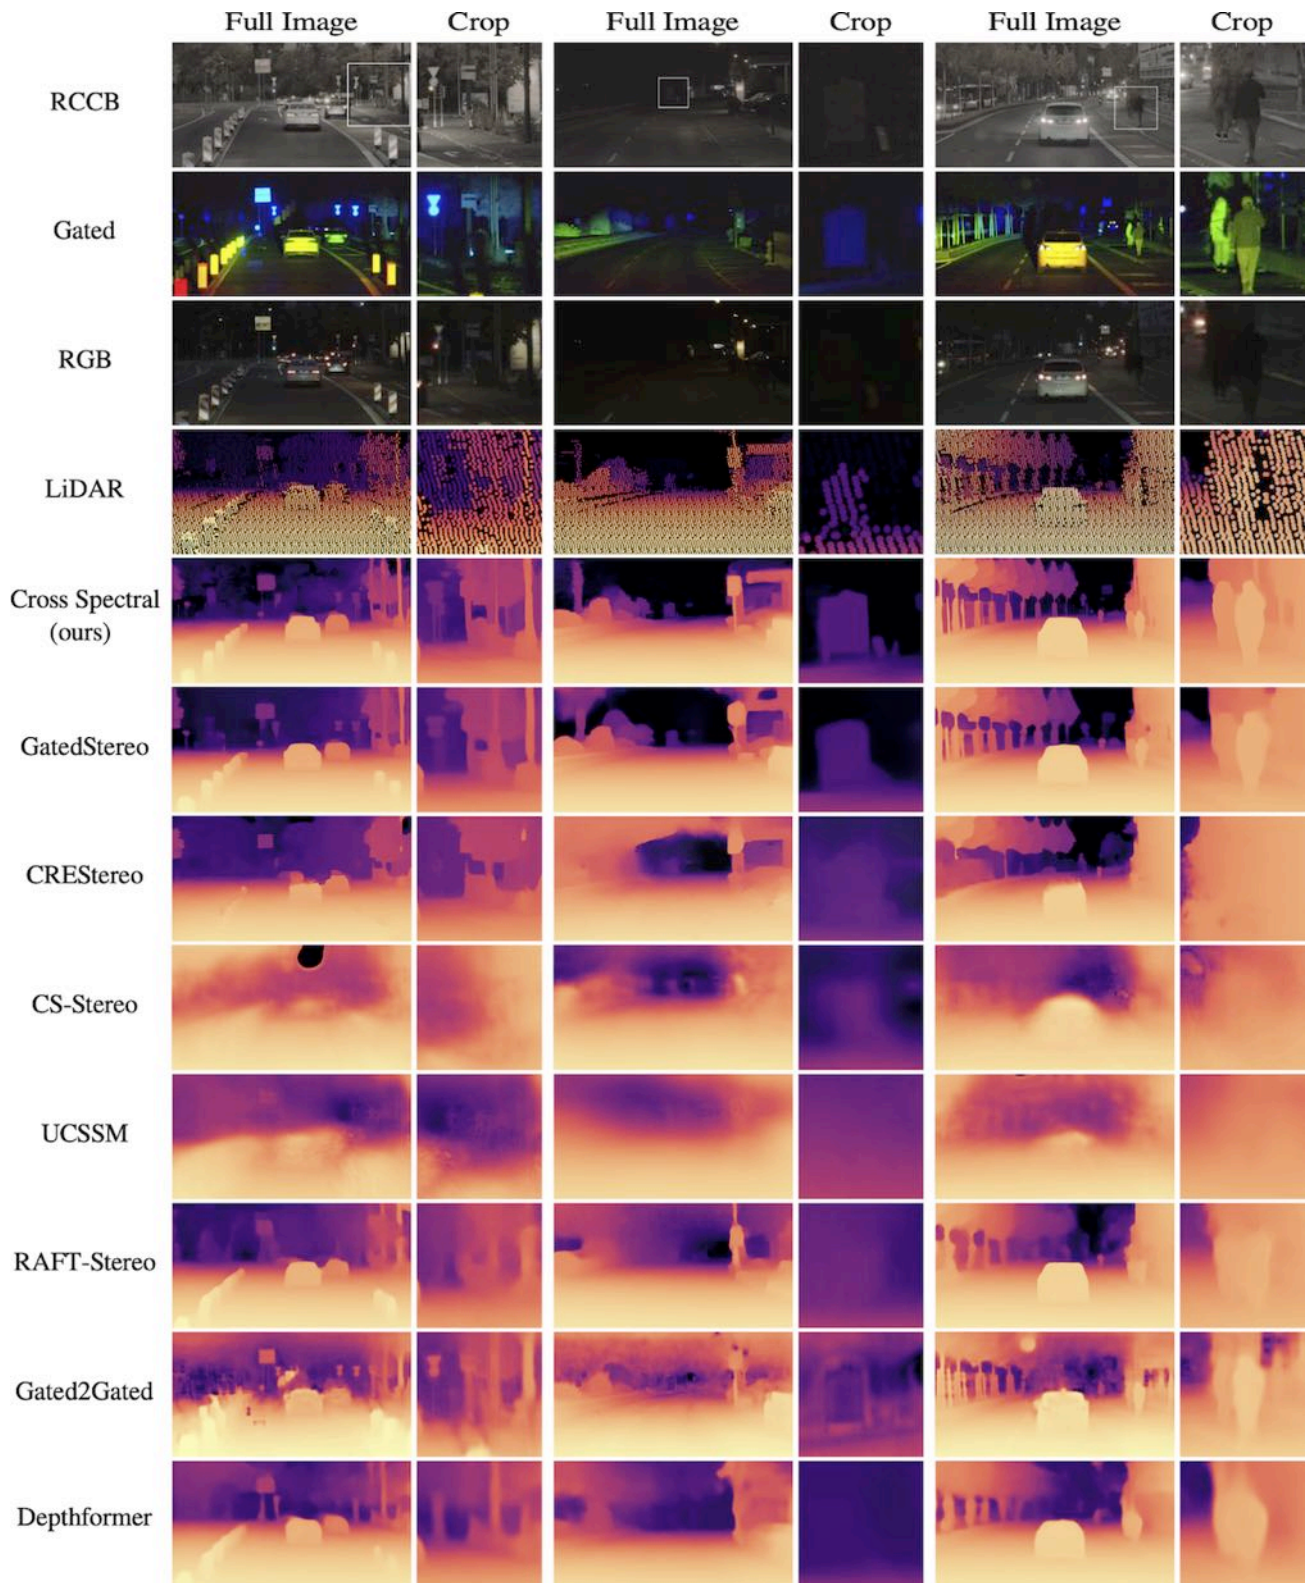 Full Image Crop Full Image Crop Full Image Crop
RCCB
Gated
RGB
LiDAR
Cross Spectral
(ours)
GatedStereo
CREStereo
CS-Stereo
UCSSM
RAFT-Stereo
Gated2Gated
Depthformer